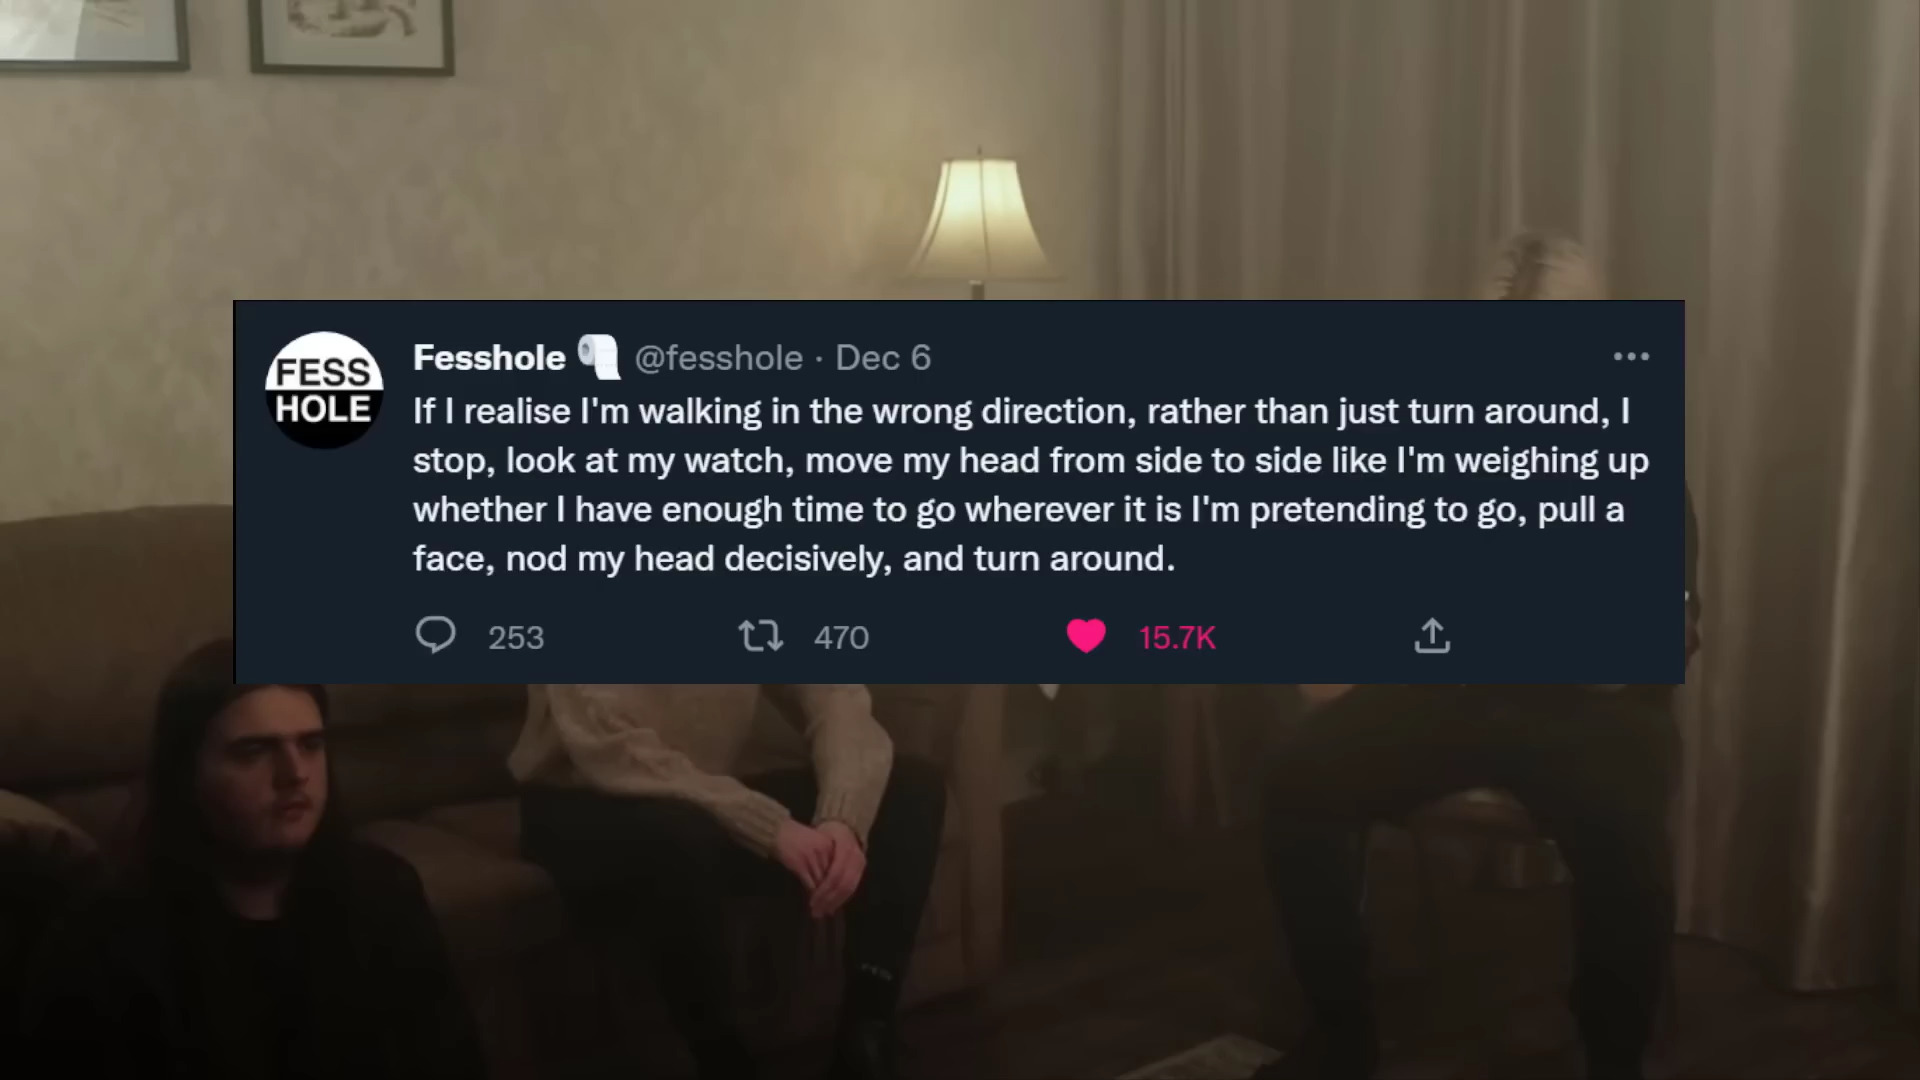 FESS
HOLE
Fesshole 🧻 @fesshole · Dec 6
If I realise I'm walking in the wrong direction, rather than just turn around, I
stop, look at my watch, move my head from side to side like I'm weighing up
whether I have enough time to go wherever it is I'm pretending to go, pull a
face, nod my head decisively, and turn around.
253 470 15.7K